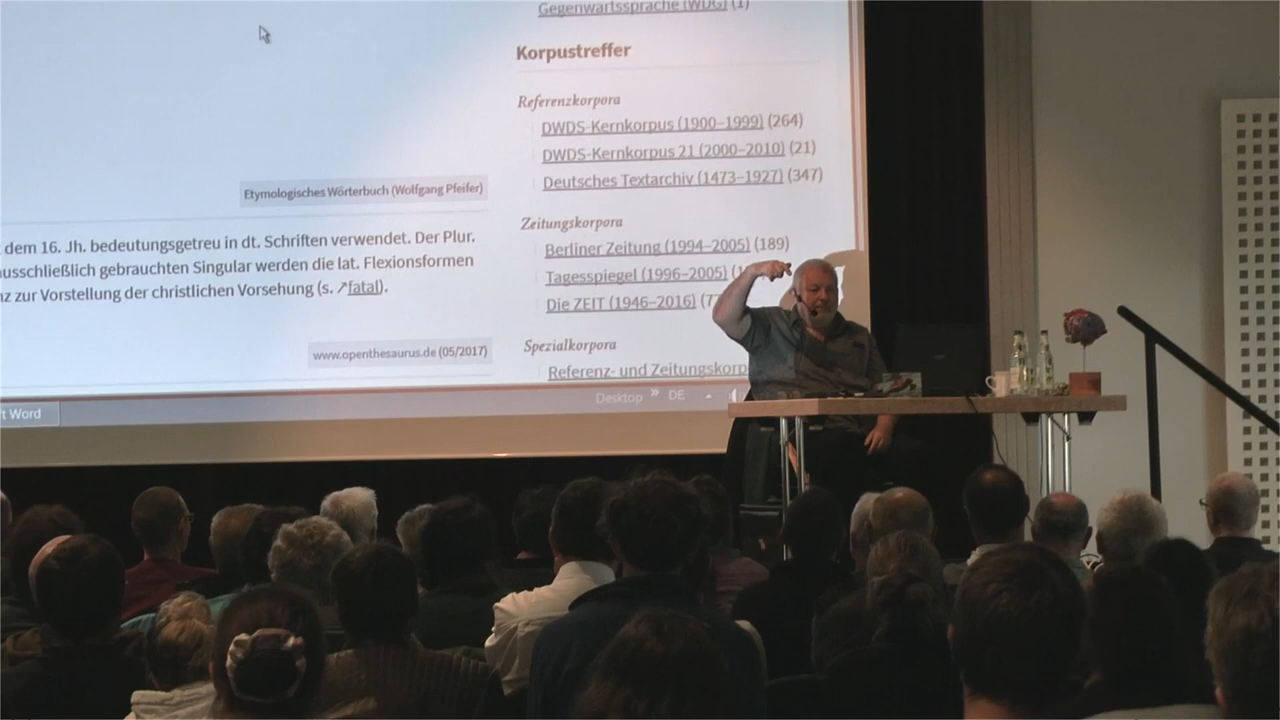 Gegenwartssprache (WDG) (1)
Korpustreffer
Referenzkorpora
DWDS-Kernkorpus (1900–1999) (264)
DWDS-Kernkorpus 21 (2000–2010) (21)
Deutsches Textarchiv (1473–1927) (347)
Etymologisches Wörterbuch (Wolfgang Pfeifer)
Zeitungskorpora
dem 16. Jh. bedeutungsgetreu in dt. Schriften verwendet. Der Plur.
Berliner Zeitung (1994–2005) (189)
usschließlich gebrauchten Singular werden die lat. Flexionsformen
Tagesspiegel (1996–2005) (1
nz zur Vorstellung der christlichen Vorsehung (s. ↗fatal).
Die ZEIT (1946–2016) (7
Spezialkorpora
www.openthesaurus.de (05/2017)
Referenz- und Zeitungskorp
Desktop » DE
t Word